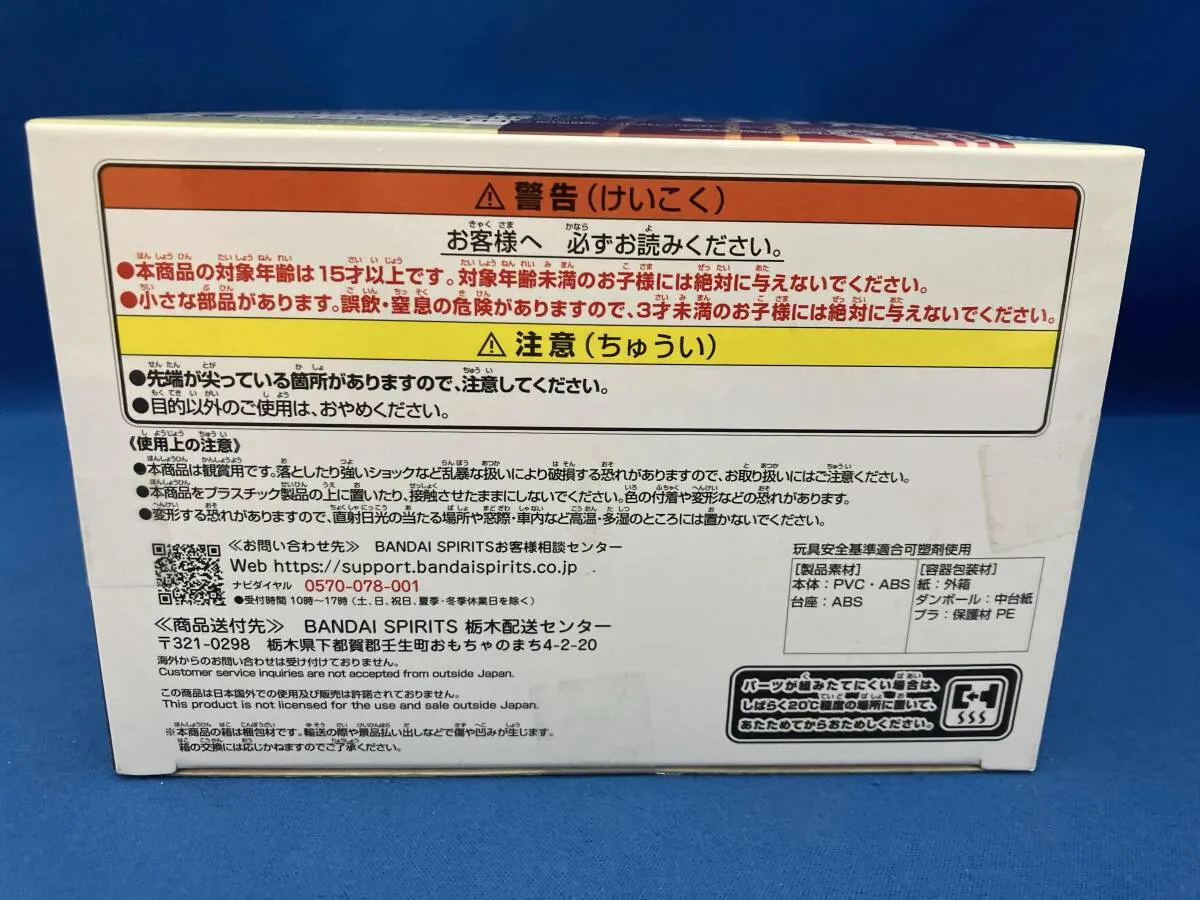 ⚠ 警告(けいこく)
お客様へ 必ずお読みください。
●本商品の対象年齢は15才以上です。対象年齢未満のお子様には絶対に与えないでください。
●小さな部品があります。誤飲・窒息の危険がありますので、3才未満のお子様には絶対に与えないでください。
⚠ 注意(ちゅうい)
●先端が尖っている箇所がありますので、注意してください。
●目的以外のご使用は、おやめください。
《使用上の注意》
●本商品は観賞用です。落としたり強いショックなど乱暴な扱いにより破損する恐れがありますので、お取り扱いにはご注意ください。
●本商品をプラスチック製品の上に置いたり、接触させたままにしないでください。色の付着や変形などの恐れがあります。
●変形する恐れがありますので、直射日光の当たる場所や窓際・車内など高温・多湿のところには置かないでください。
≪お問い合わせ先≫ BANDAI SPIRITSお客様相談センター
Web https://support.bandaispirits.co.jp
ナビダイヤル 0570-078-001
●受付時間 10時～17時(土、日、祝日、夏季・冬季休業日を除く)
≪商品送付先≫ BANDAI SPIRITS 栃木配送センター
〒321-0298 栃木県下都賀郡壬生町おもちゃのまち4-2-20
海外からのお問い合わせは受け付けておりません。
Customer service inquiries are not accepted from outside Japan.
この商品は日本国外での使用及び販売は許諾されておりません。
This product is not licensed for the use and sale outside Japan.
※本商品の箱は梱包材です。輸送の際や景品払い出しなどで傷や凹みが生じます。
箱の交換には応じかねますのでご了承ください。
玩具安全基準適合可塑剤使用
[製品素材]
本体：PVC・ABS
台座：ABS
[容器包装材]
紙：外箱
ダンボール：中台紙
プラ：保護材 PE
パーツが組みたてにくい場合は、
しばらく20℃程度の場所に置いて、
あたためてからおためしください。